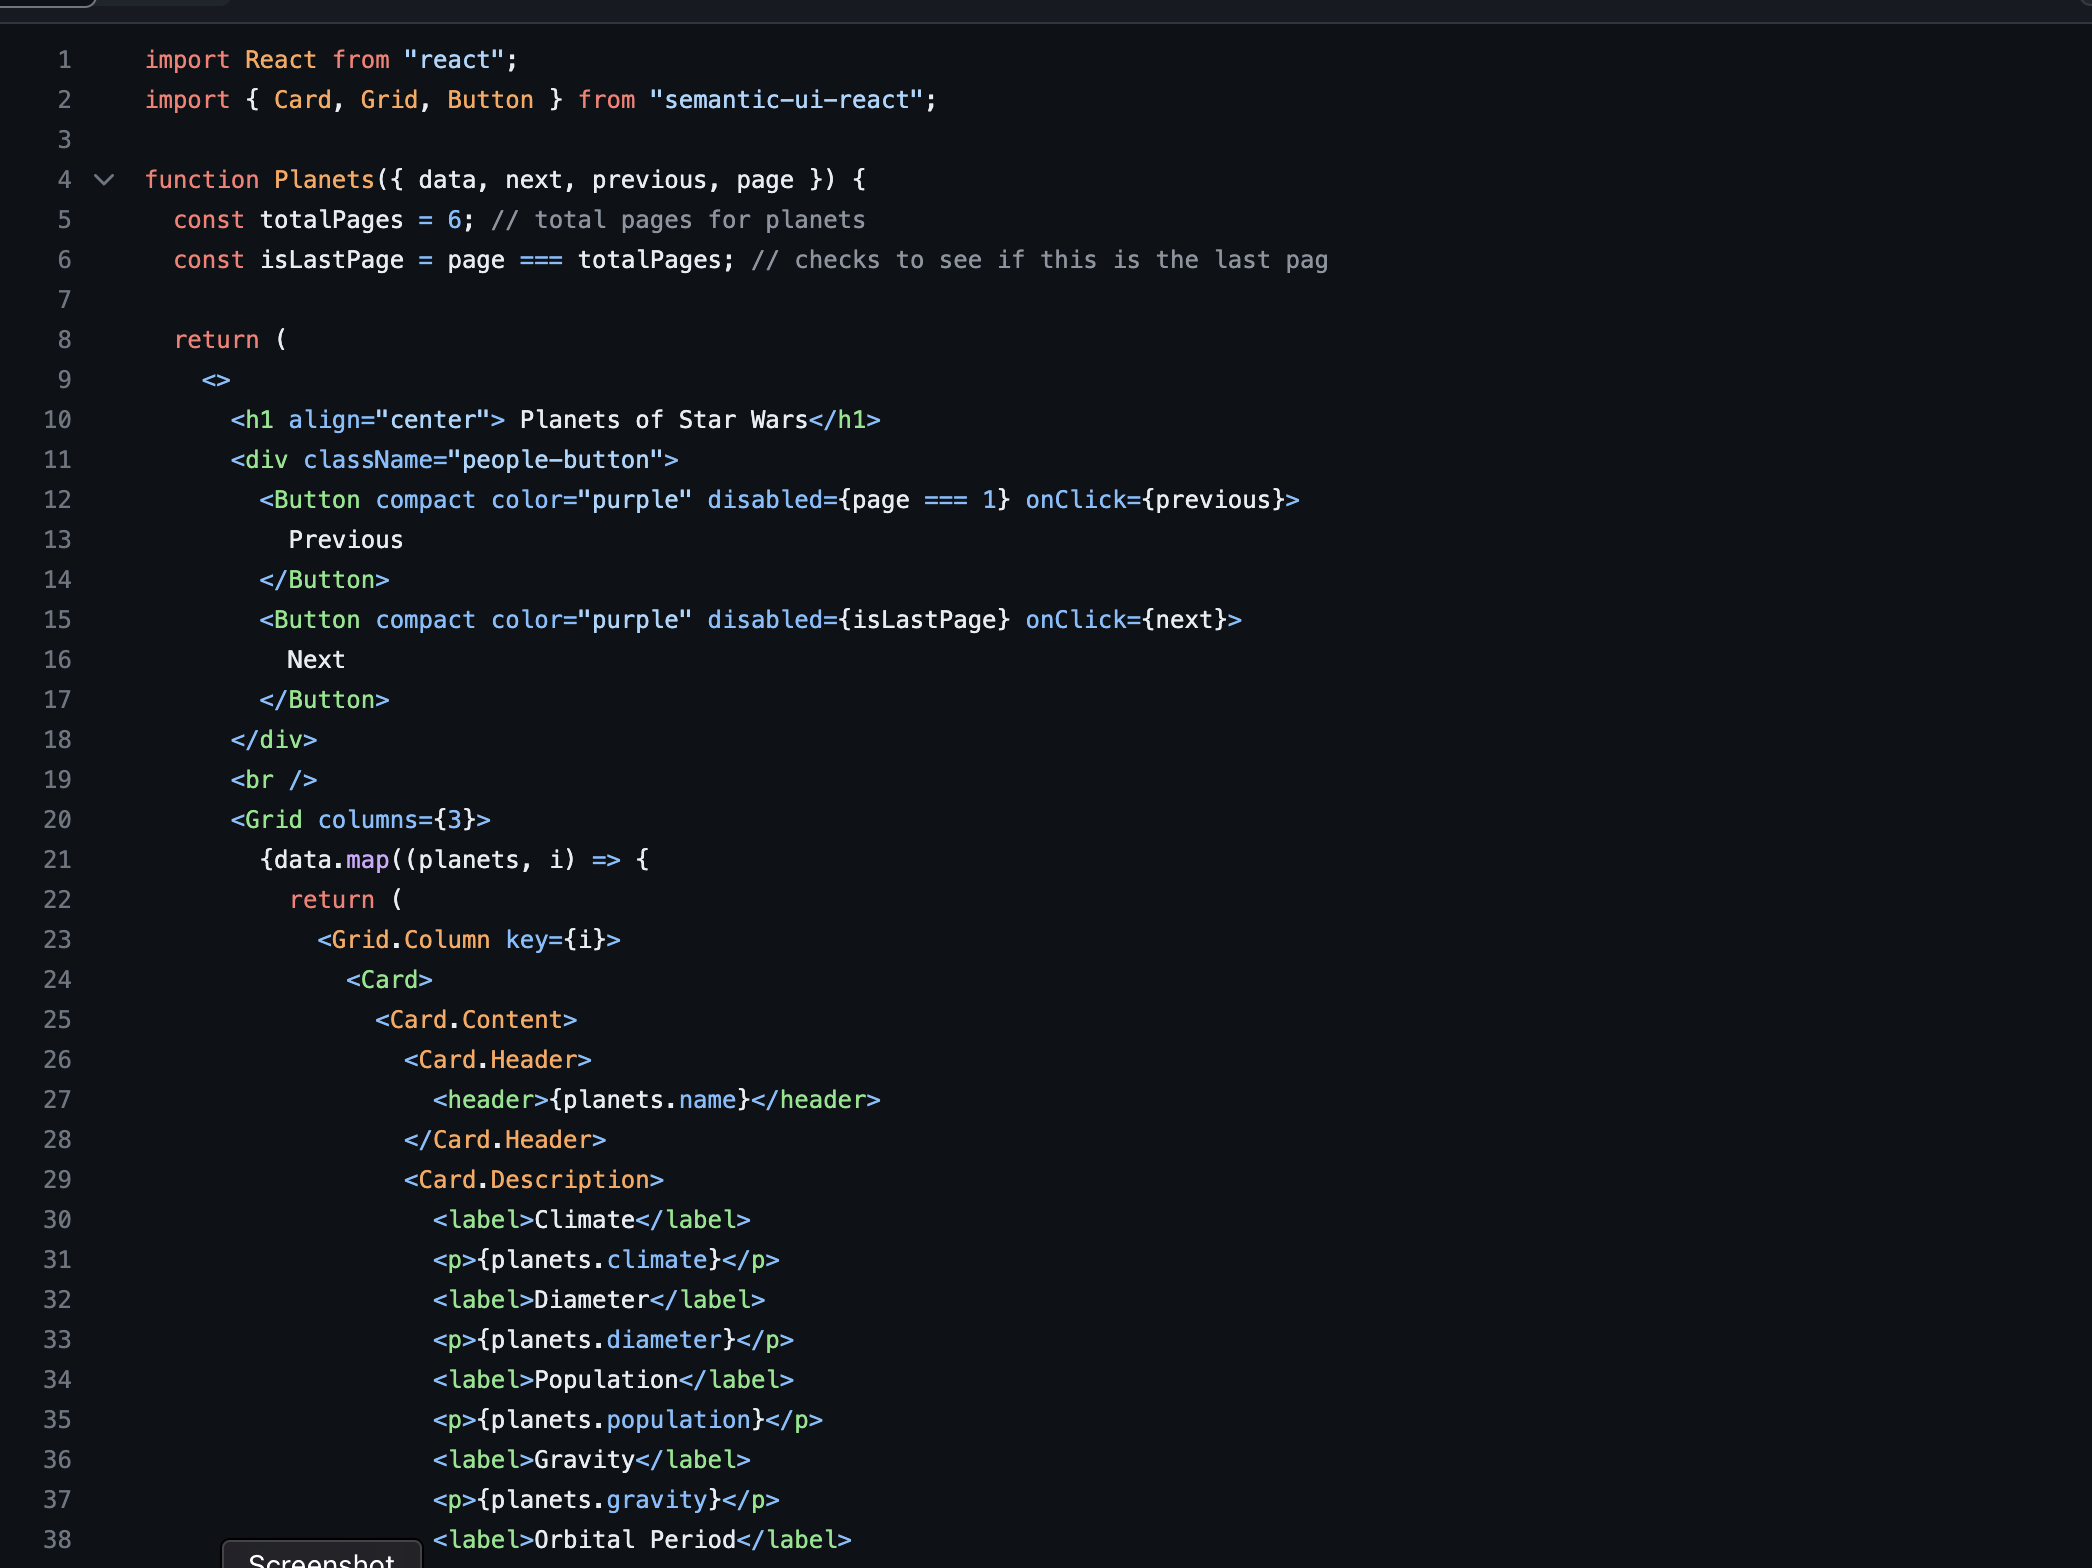 1 import React from "react";
2 import { Card, Grid, Button } from "semantic-ui-react";
3
4 function Planets({ data, next, previous, page }) {
5   const totalPages = 6; // total pages for planets
6   const isLastPage = page === totalPages; // checks to see if this is the last pag
7
8   return (
9     <>
10       <h1 align="center"> Planets of Star Wars</h1>
11       <div className="people-button">
12         <Button compact color="purple" disabled={page === 1} onClick={previous}>
13           Previous
14         </Button>
15         <Button compact color="purple" disabled={isLastPage} onClick={next}>
16           Next
17         </Button>
18       </div>
19       <br />
20       <Grid columns={3}>
21         {data.map((planets, i) => {
22           return (
23             <Grid.Column key={i}>
24               <Card>
25                 <Card.Content>
26                   <Card.Header>
27                     <header>{planets.name}</header>
28                   </Card.Header>
29                   <Card.Description>
30                     <label>Climate</label>
31                     <p>{planets.climate}</p>
32                     <label>Diameter</label>
33                     <p>{planets.diameter}</p>
34                     <label>Population</label>
35                     <p>{planets.population}</p>
36                     <label>Gravity</label>
37                     <p>{planets.gravity}</p>
38                     <label>Orbital Period</label>
Screenshot